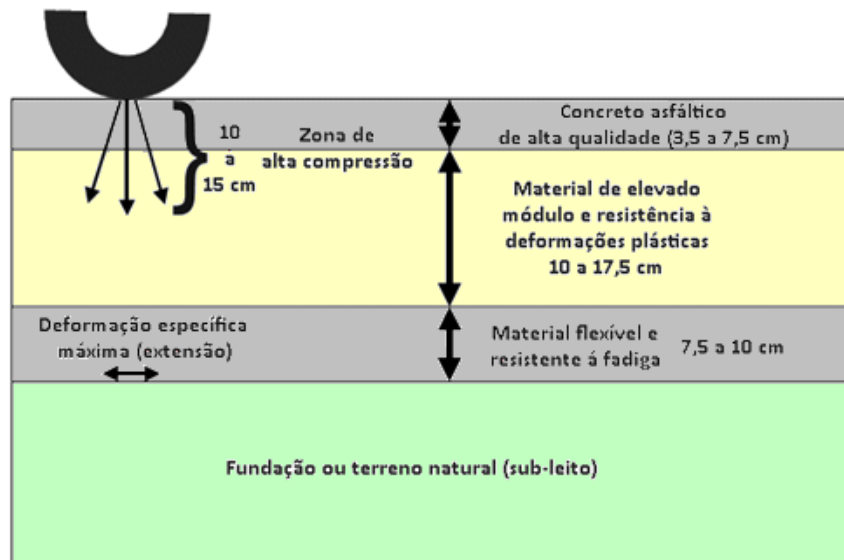 Concreto asfáltico
de alta qualidade (3,5 a 7,5 cm)
10
à
15 cm
Zona de
alta compressão
Material de elevado
módulo e resistência à
deformações plásticas
10 a 17,5 cm
Deformação específica
máxima (extensão)
Material flexível e
resistente á fadiga
7,5 a 10 cm
Fundação ou terreno natural (sub-leito)